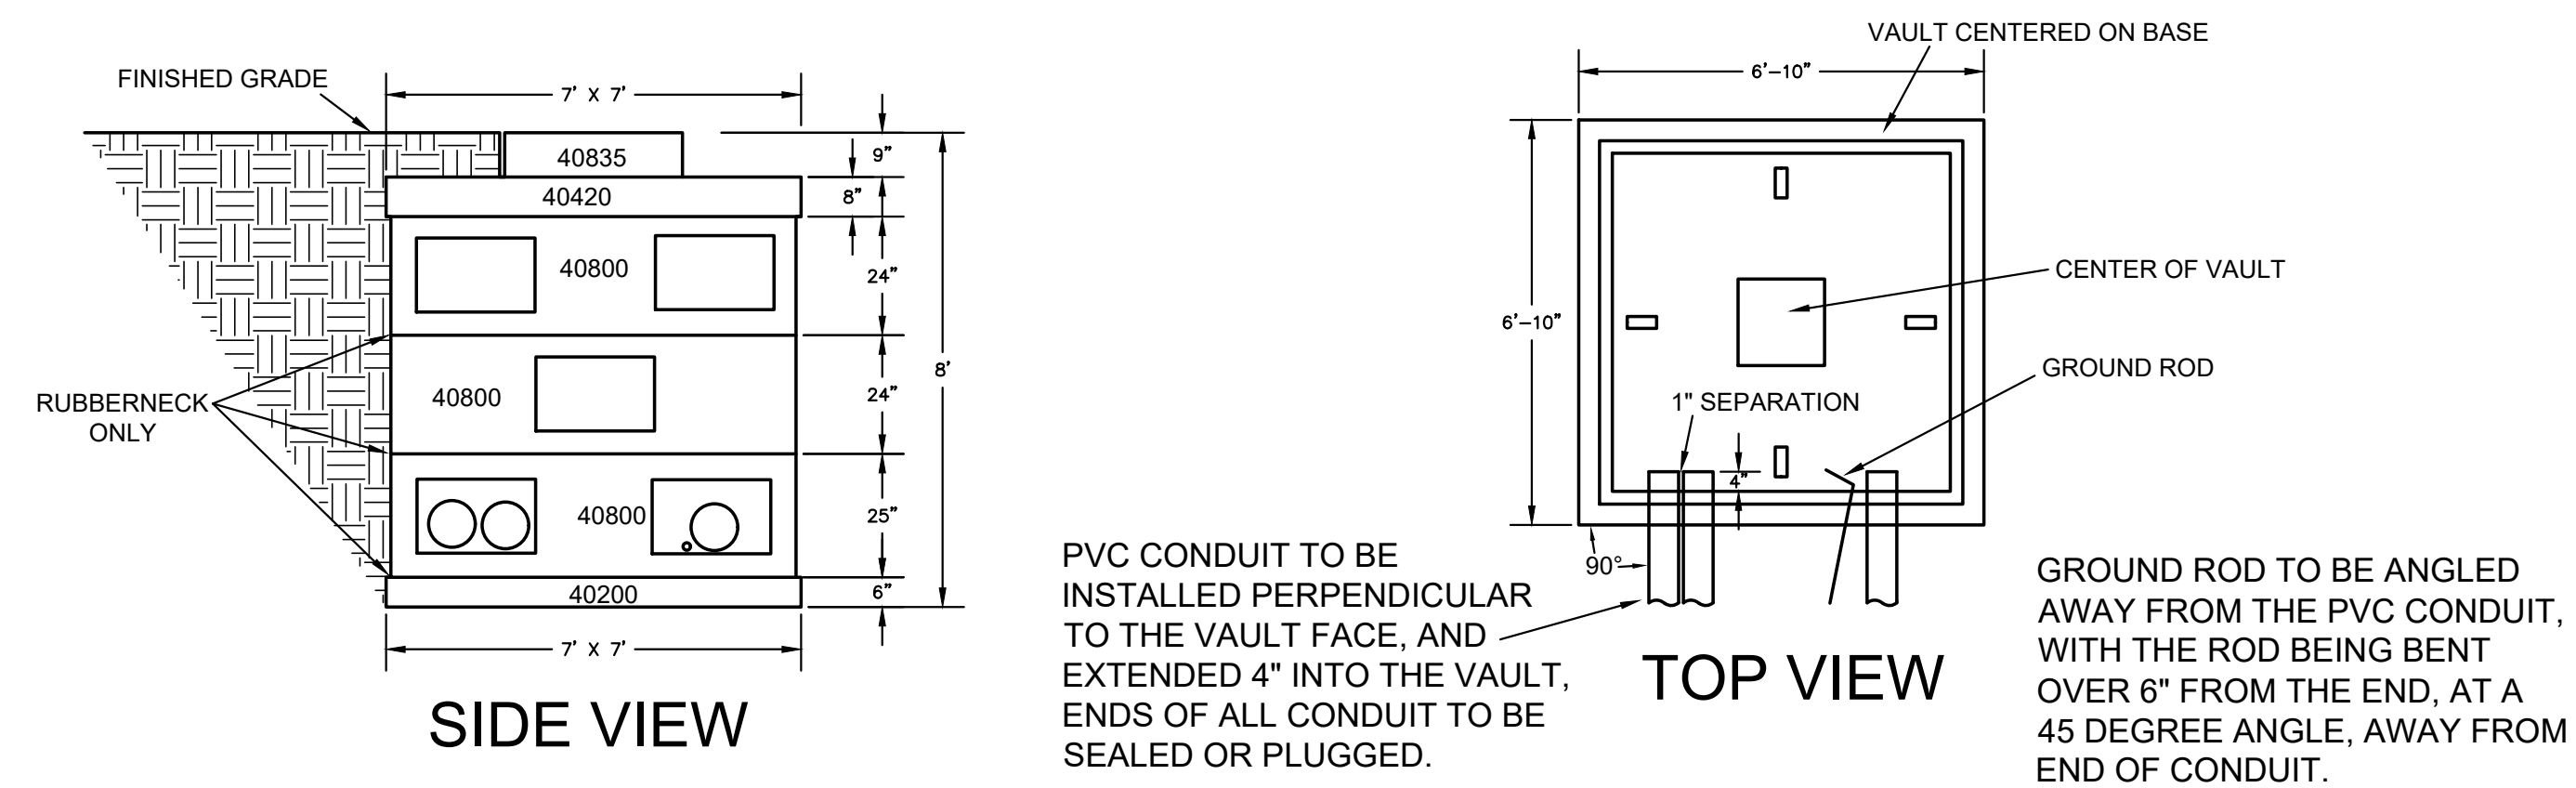 FINISHED GRADE
7' X 7'
40835
9"
40420
8"
40800
24"
8'
RUBBERNECK
ONLY
40800
24"
40800
25"
40200
6"
7' X 7'
SIDE VIEW
VAULT CENTERED ON BASE
6'-10"
6'-10"
CENTER OF VAULT
GROUND ROD
1" SEPARATION
4"
90°
PVC CONDUIT TO BE
INSTALLED PERPENDICULAR
TO THE VAULT FACE, AND
EXTENDED 4" INTO THE VAULT,
ENDS OF ALL CONDUIT TO BE
SEALED OR PLUGGED.
TOP VIEW
GROUND ROD TO BE ANGLED
AWAY FROM THE PVC CONDUIT,
WITH THE ROD BEING BENT
OVER 6" FROM THE END, AT A
45 DEGREE ANGLE, AWAY FROM
END OF CONDUIT.